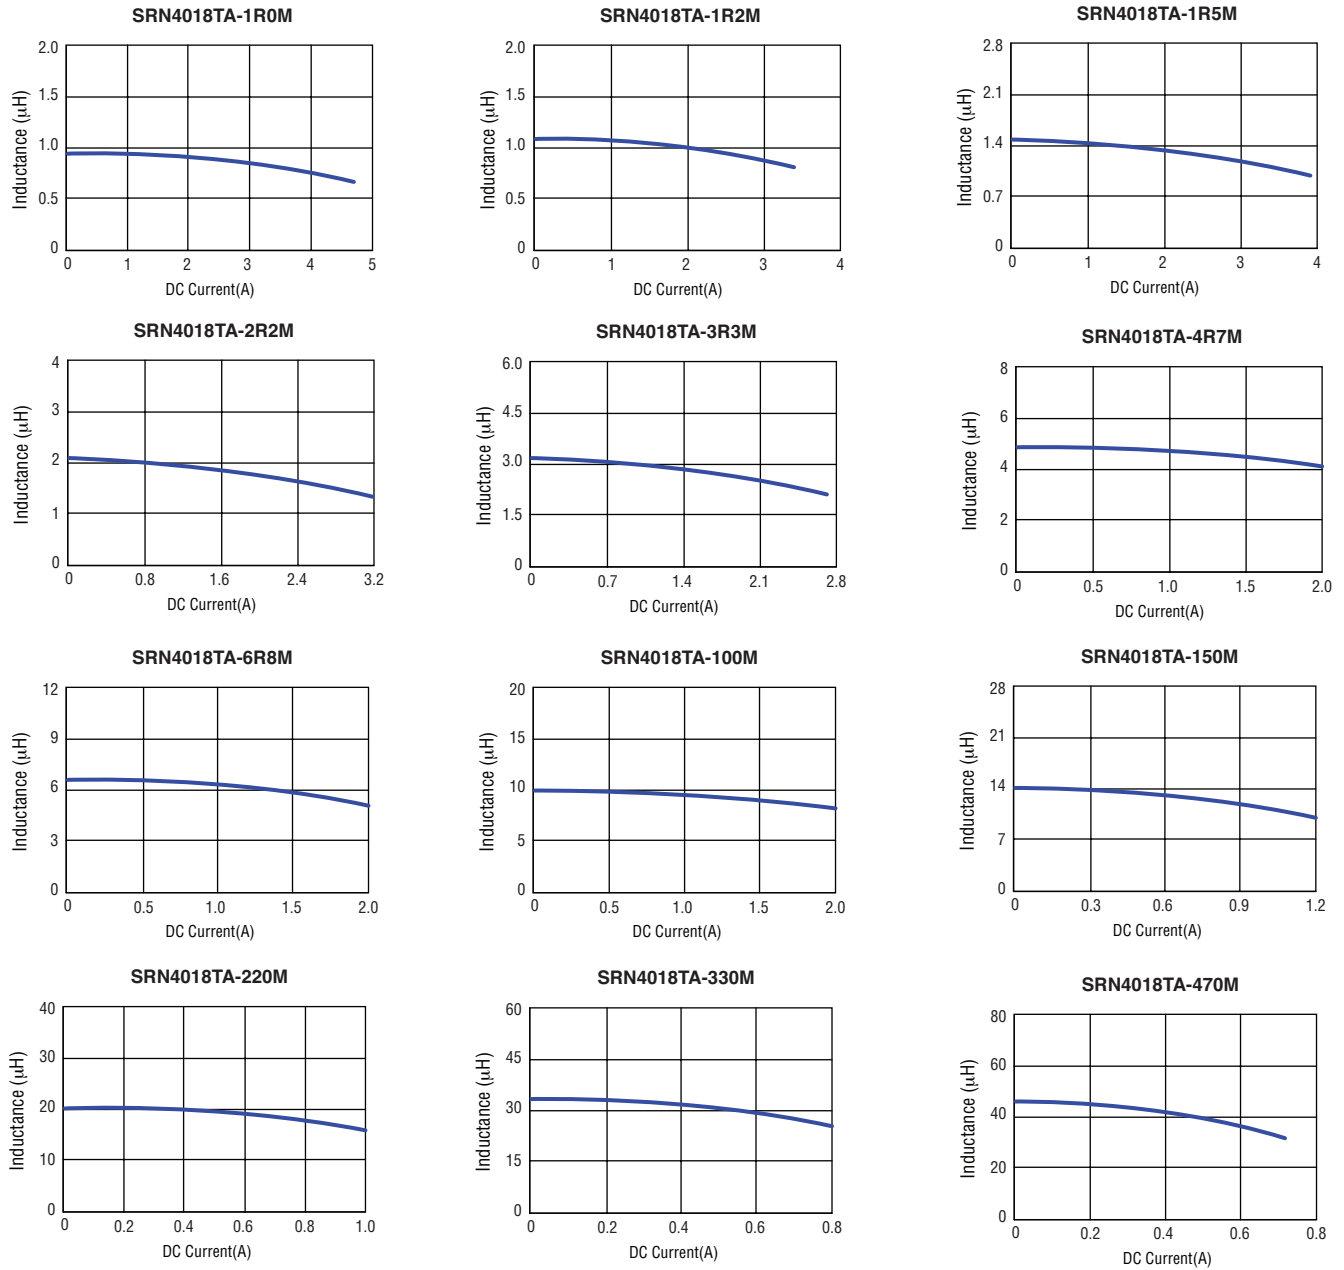 SRN4018TA-1R0M
Inductance (µH)
2.0
1.5
1.0
0.5
0
0 1 2 3 4 5
DC Current(A)
SRN4018TA-1R2M
Inductance (µH)
2.0
1.5
1.0
0.5
0
0 1 2 3 4
DC Current(A)
SRN4018TA-1R5M
Inductance (µH)
2.8
2.1
1.4
0.7
0
0 1 2 3 4
DC Current(A)
SRN4018TA-2R2M
Inductance (µH)
4
3
2
1
0
0 0.8 1.6 2.4 3.2
DC Current(A)
SRN4018TA-3R3M
Inductance (µH)
6.0
4.5
3.0
1.5
0
0 0.7 1.4 2.1 2.8
DC Current(A)
SRN4018TA-4R7M
Inductance (µH)
8
6
4
2
0
0 0.5 1.0 1.5 2.0
DC Current(A)
SRN4018TA-6R8M
Inductance (µH)
12
9
6
3
0
0 0.5 1.0 1.5 2.0
DC Current(A)
SRN4018TA-100M
Inductance (µH)
20
15
10
5
0
0 0.5 1.0 1.5 2.0
DC Current(A)
SRN4018TA-150M
Inductance (µH)
28
21
14
7
0
0 0.3 0.6 0.9 1.2
DC Current(A)
SRN4018TA-220M
Inductance (µH)
40
30
20
10
0
0 0.2 0.4 0.6 0.8 1.0
DC Current(A)
SRN4018TA-330M
Inductance (µH)
60
45
30
15
0
0 0.2 0.4 0.6 0.8
DC Current(A)
SRN4018TA-470M
Inductance (µH)
80
60
40
20
0
0 0.2 0.4 0.6 0.8
DC Current(A)